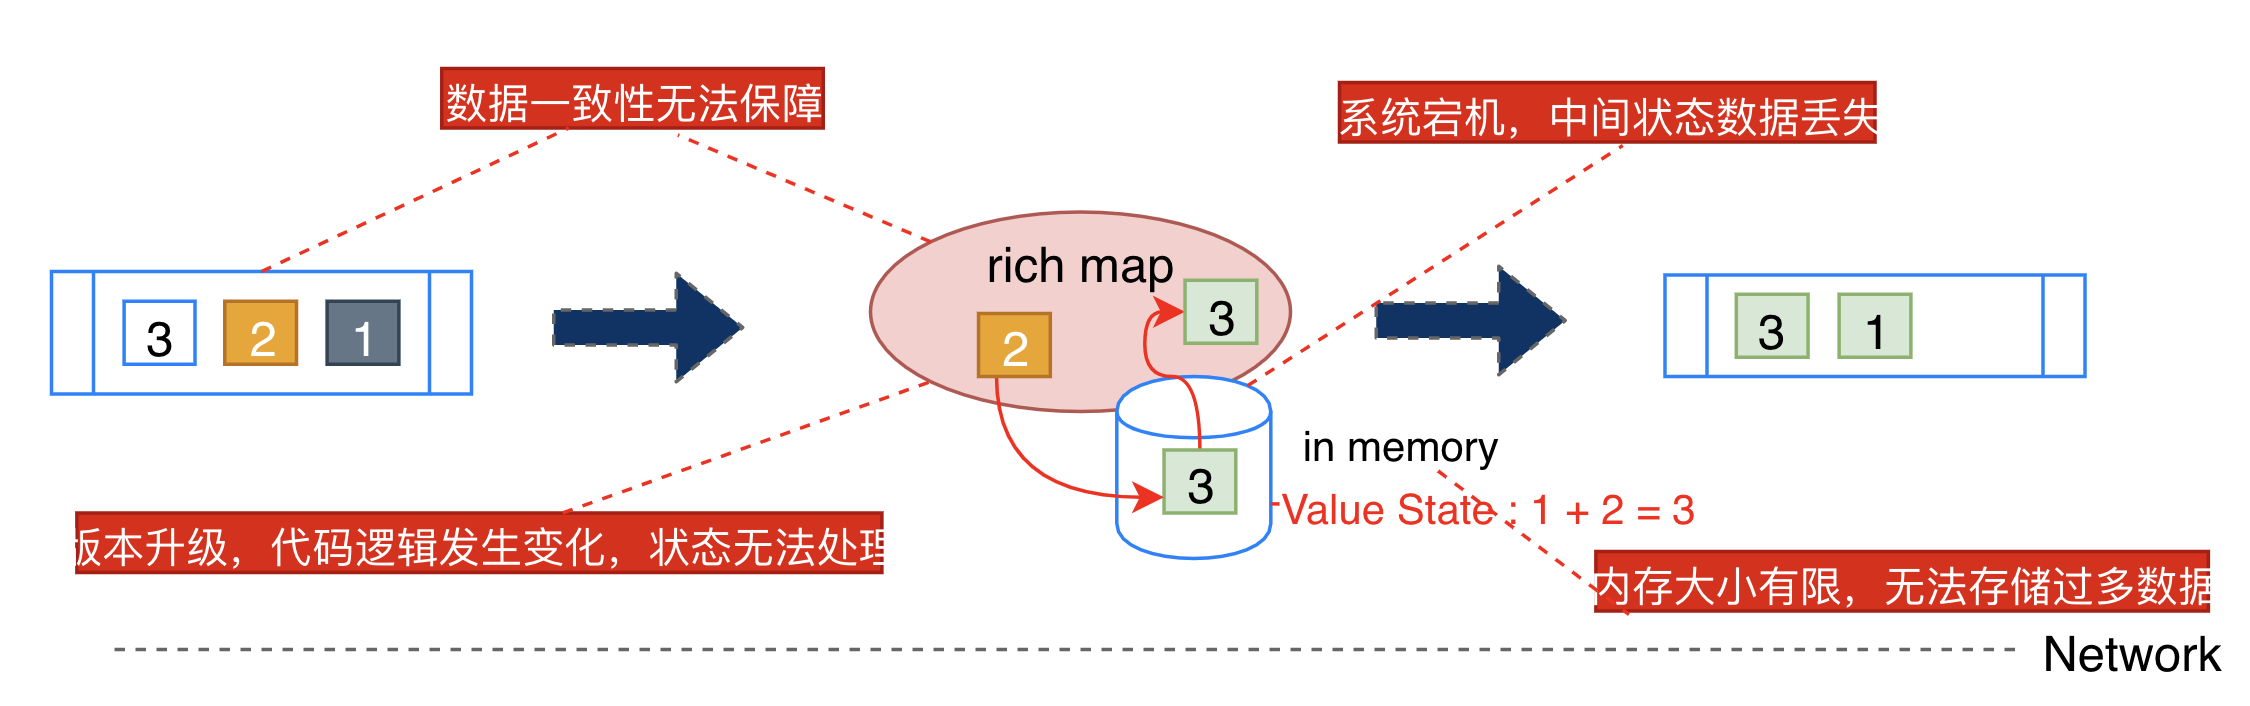 数据一致性无法保障
系统宕机，中间状态数据丢失
rich map
3 2 1
2
3
3 1
in memory
3
Value State : 1 + 2 = 3
版本升级，代码逻辑发生变化，状态无法处理
内存大小有限，无法存储过多数据
Network